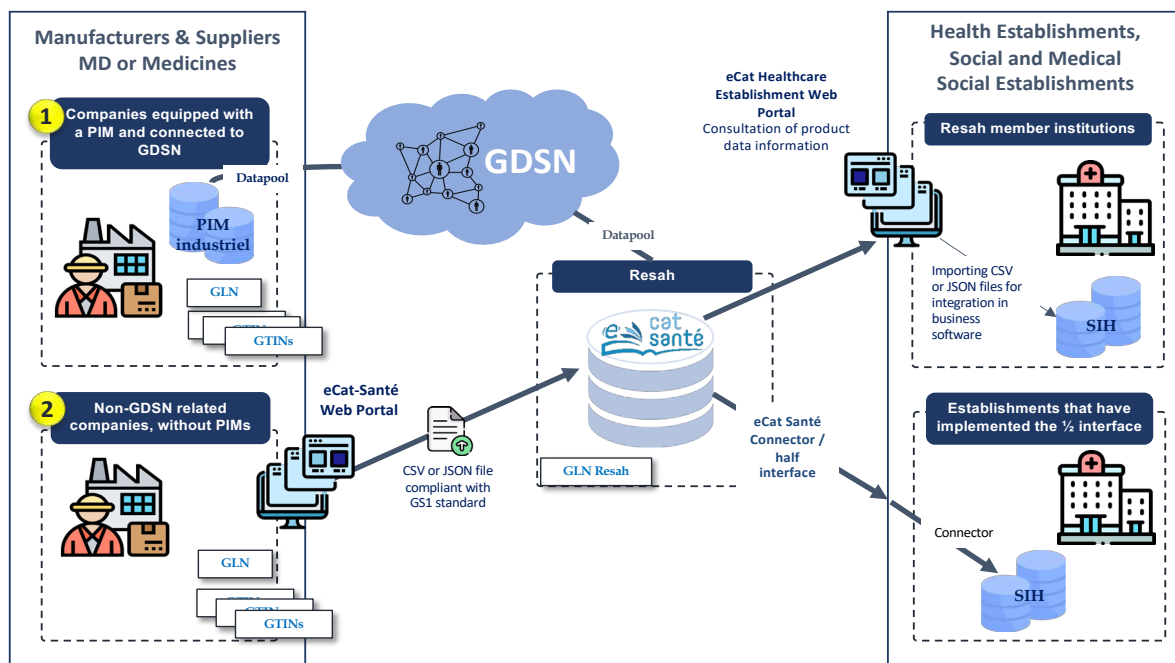 Manufacturers & Suppliers
MD or Medicines
1
Companies equipped with
a PIM and connected to
GDSN
Datapool
PIM
industriel
GLN
GTINs
GTINs
2
Non-GDSN related
companies, without PIMs
GLN
GTINs
GTINs
eCat-Santé
Web Portal
CSV or JSON file
compliant with
GS1 standard
GDSN
Datapool
Resah
e cat
santé
GLN Resah
eCat Healthcare
Establishment Web
Portal
Consultation of product
data information
eCat Santé
Connector /
half
interface
Health Establishments,
Social and Medical
Social Establishments
Resah member institutions
Importing CSV
or JSON files for
integration in
business
software
SIH
Establishments that have
implemented the ½ interface
Connector
SIH